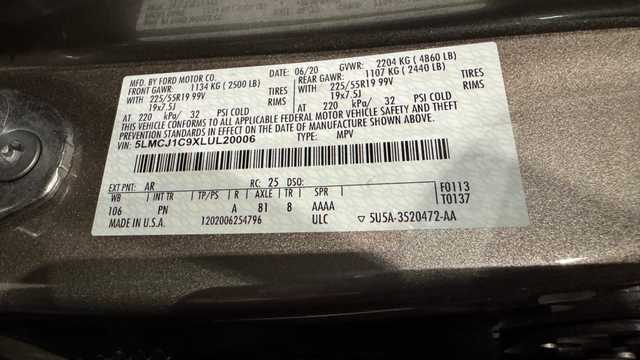 MFD. BY FORD MOTOR CO.
DATE: 06/20 GVWR: 2204 KG ( 4860 LB)
FRONT GAWR: 1134 KG ( 2500 LB) REAR GAWR: 1107 KG ( 2440 LB)
WITH 225/55R19 99V TIRES WITH 225/55R19 99V TIRES
19x7.5J RIMS 19x7.5J RIMS
AT 220 kPa/ 32 PSI COLD AT 220 kPa/ 32 PSI COLD
THIS VEHICLE CONFORMS TO ALL APPLICABLE FEDERAL MOTOR VEHICLE SAFETY, BUMPER, AND THEFT
PREVENTION STANDARDS IN EFFECT ON THE DATE OF MANUFACTURE SHOWN ABOVE.
VIN: 5LMCJ1C9XLUL20006 TYPE: MPV
EXT PNT: AR RC: 25 DSO: F0113
WB INT TR TP/PS R AXLE TR SPR T0137
106 PN A 81 8 AAAA
MADE IN U.S.A. 1202006254796 ULC ▽ 5U5A-3520472-AA